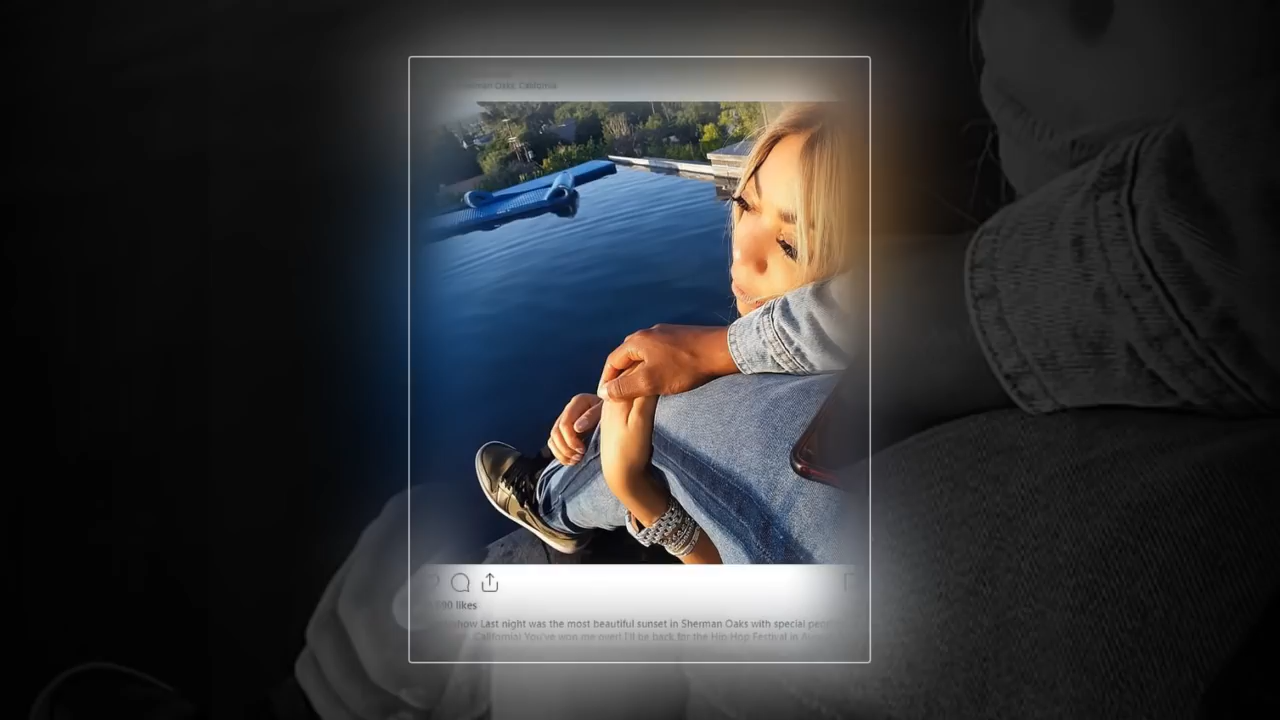 Oaks, California
likes
Last night was the most beautiful sunset in Sherman Oaks with special
California! You've won me over! I'll be back for the Hip Hop Festival in